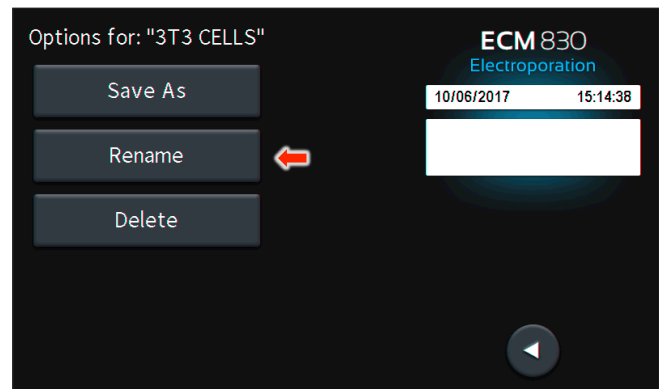 Options for: "3T3 CELLS"
Save As
Rename
Delete
ECM 830
Electroporation
10/06/2017 15:14:38